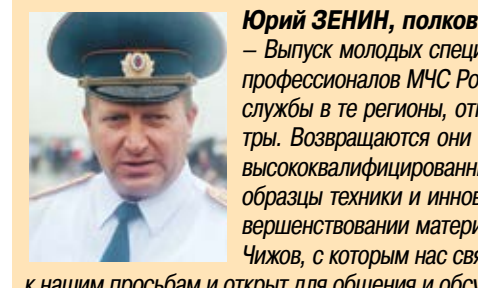 Юрий ЗЕНИН, полков
– Выпуск молодых специ
профессионалов МЧС Ро
службы в те регионы, отк
тры. Возвращаются они
высококвалифицированн
образцы техники и иннов
вершенствовании матери
Чижов, с которым нас свя
к нашим просьбам и открыт для общения и обсу